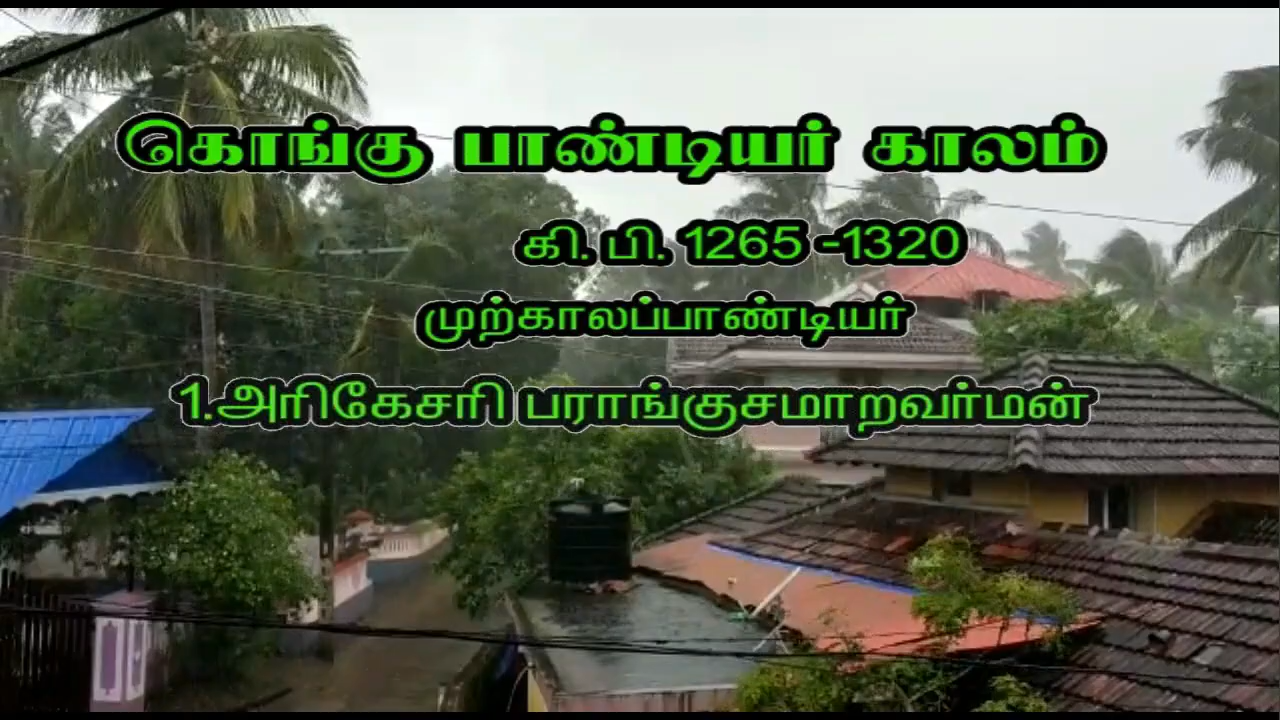 கொங்கு பாண்டியர் காலம்
கி. பி. 1265 -1320
முற்காலப்பாண்டியர்
1.அரிகேசரி பராங்குசமாறவர்மன்